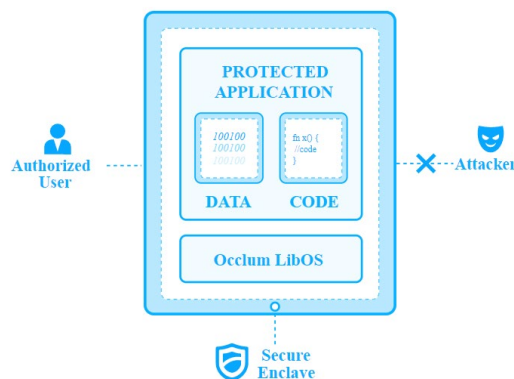 PROTECTED
APPLICATION
100100
100100
100100
fn x() {
//code
}
DATA
CODE
Authorized
User
Attacker
Occlum LibOS
Secure
Enclave